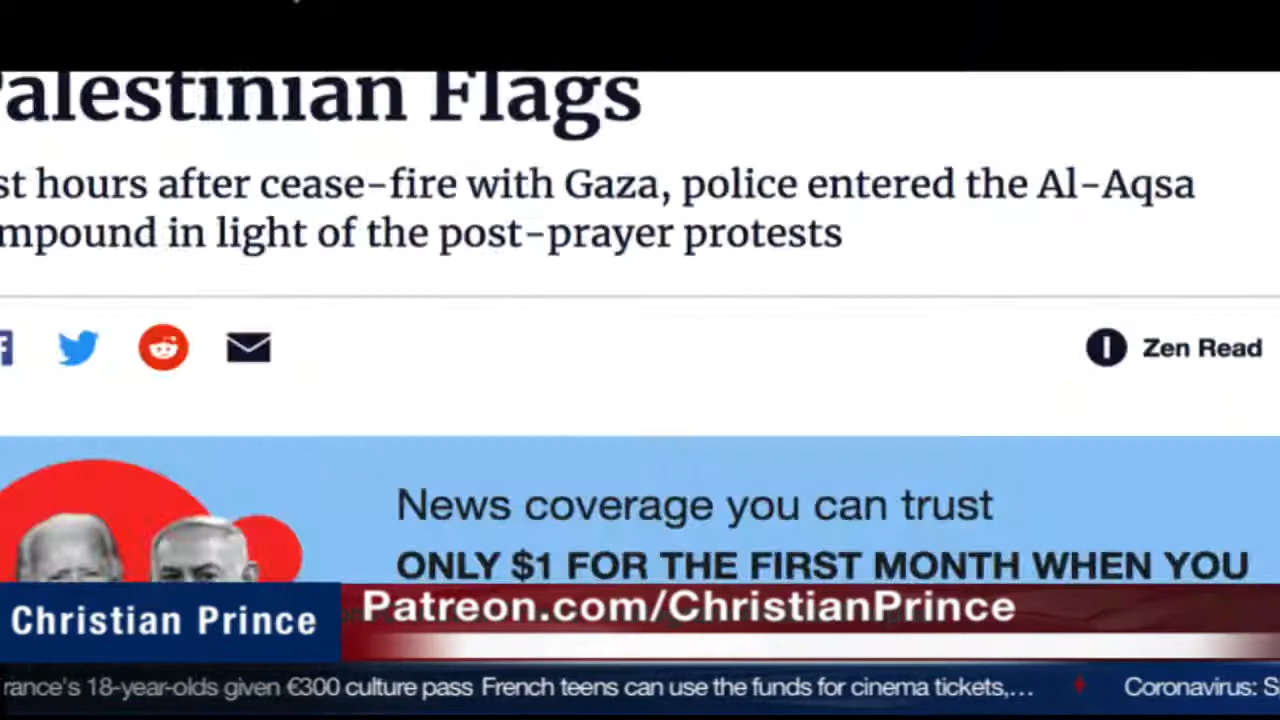 Palestinian Flags
st hours after cease-fire with Gaza, police entered the Al-Aqsa
mpound in light of the post-prayer protests
Zen Read
News coverage you can trust
ONLY $1 FOR THE FIRST MONTH WHEN YOU
Christian Prince
Patreon.com/ChristianPrince
rance's 18-year-olds given €300 culture pass French teens can use the funds for cinema tickets,... Coronavirus: S